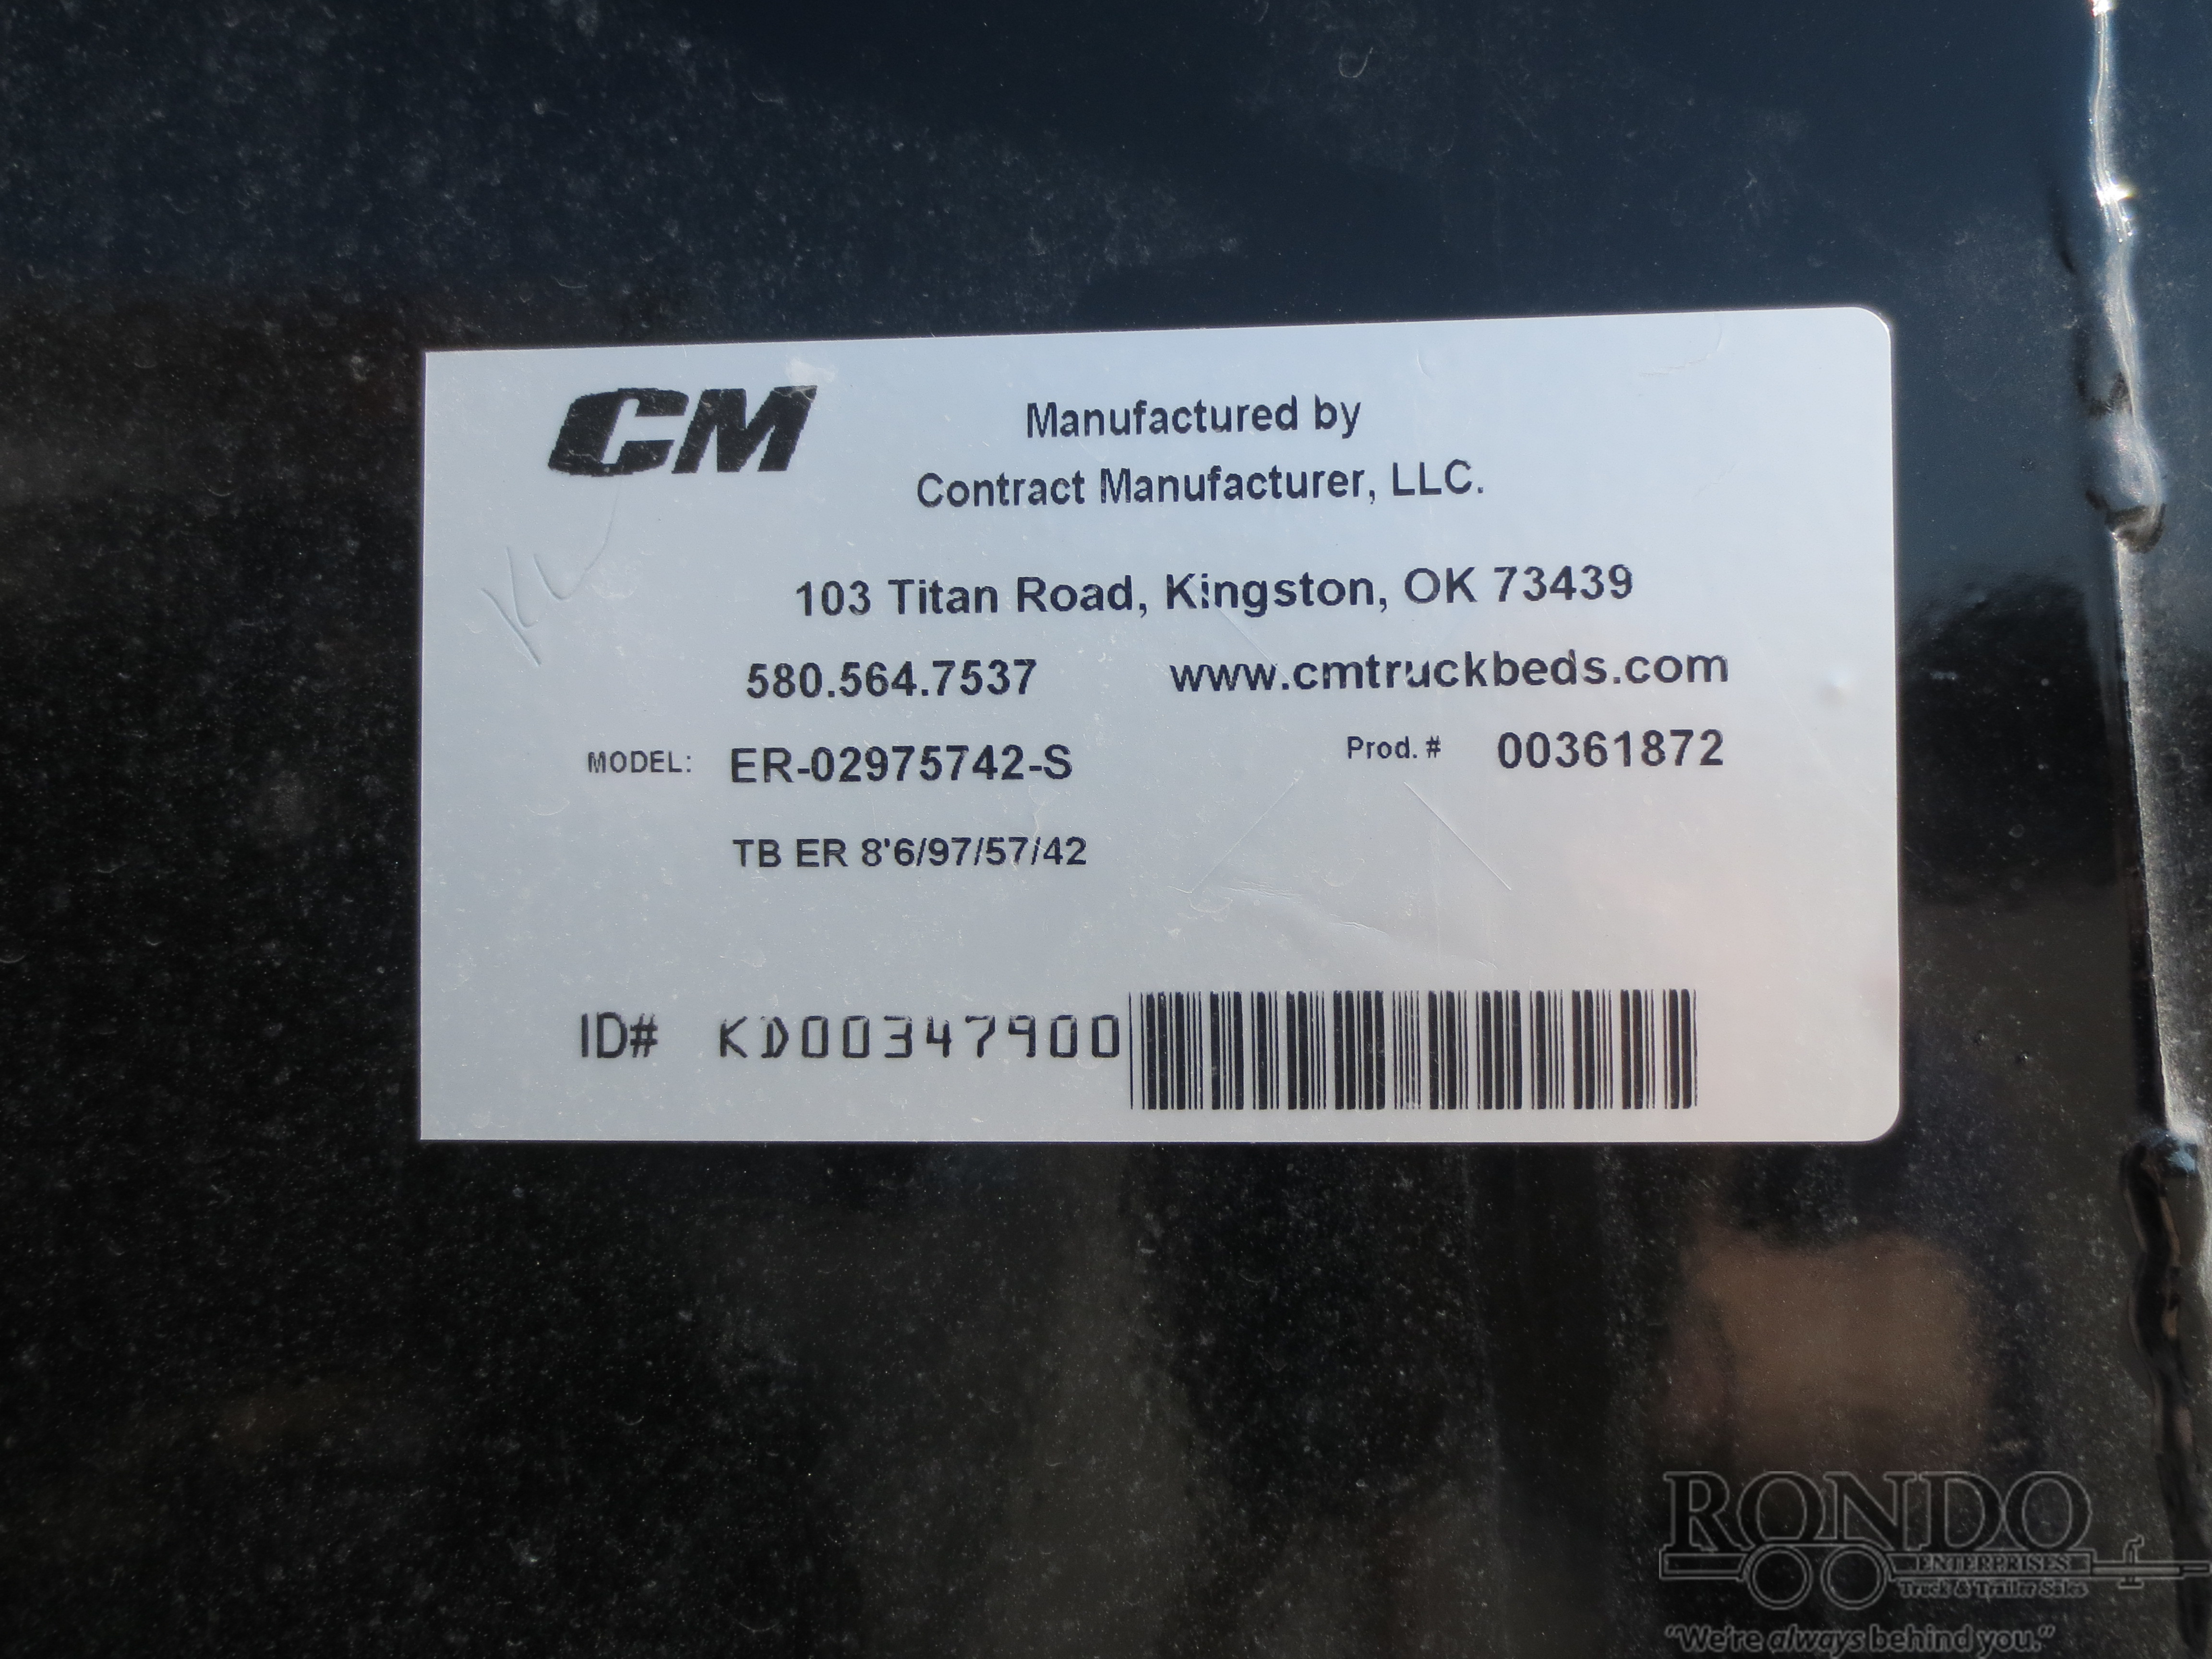 CM
Manufactured by
Contract Manufacturer, LLC.
103 Titan Road, Kingston, OK 73439
580.564.7537 www.cmtruckbeds.com
MODEL: ER-02975742-S Prod. # 00361872
TB ER 8'6/97/57/42
ID# KD00347900
RONDO
ENTERPRISES
Truck & Trailer Sales
"We're always behind you."